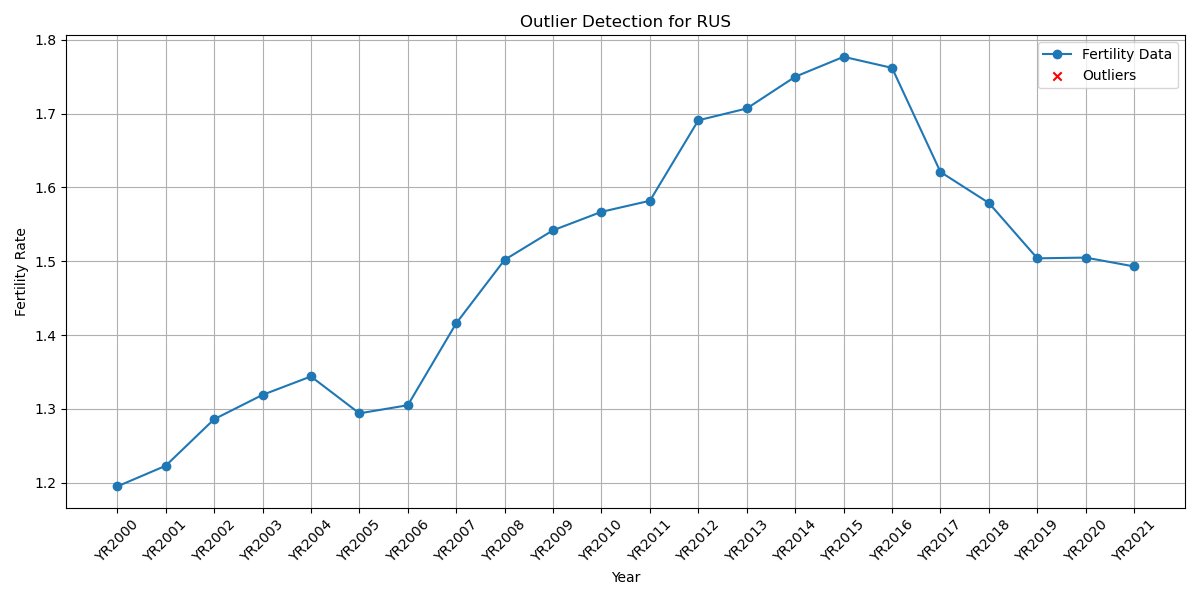 Outlier Detection for RUS
Fertility Data
Outliers
Fertility Rate
1.8
1.7
1.6
1.5
1.4
1.3
1.2
YR2000
YR2001
YR2002
YR2003
YR2004
YR2005
YR2006
YR2007
YR2008
YR2009
YR2010
YR2011
YR2012
YR2013
YR2014
YR2015
YR2016
YR2017
YR2018
YR2019
YR2020
YR2021
Year